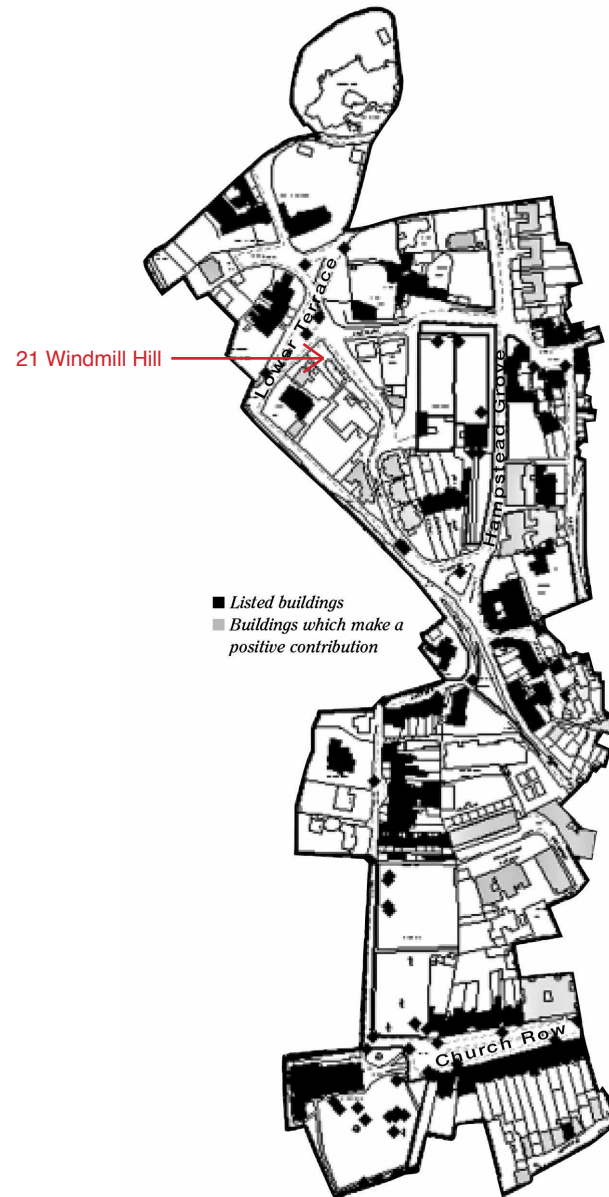 Lower Terrace
21 Windmill Hill
Hampstead Grove
Listed buildings
Buildings which make a
positive contribution
Church Row